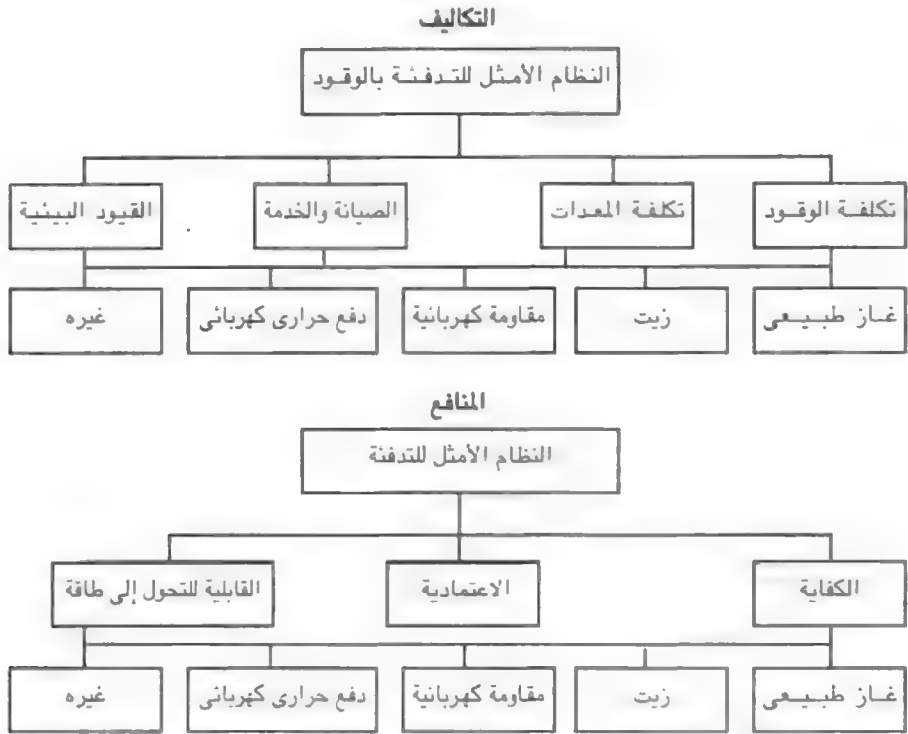 التكاليف
النظام الأمثل للتدفئة بالوقود
تكلفة الوقود
تكلفة المعدات
الصيانة والخدمة
القيود البيئية
غاز طبيعى
زيت
مقاومة كهربائية
دفع حرارى كهربائى
غيره
المنافع
النظام الأمثل للتدفئة
الكفاية
الاعتمادية
القابلية للتحول إلى طاقة
غاز طبيعى
زيت
مقاومة كهربائية
دفع حرارى كهربائى
غيره